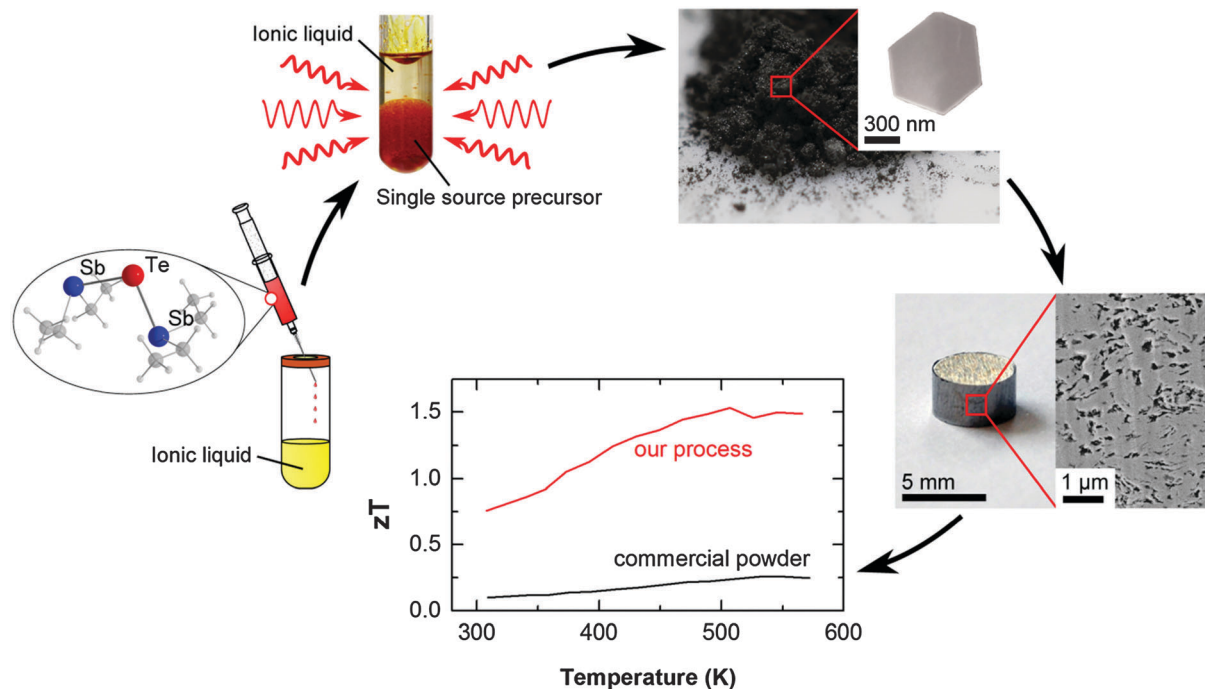 Ionic liquid
Single source precursor
300 nm
Sb
Te
Sb
Ionic liquid
5 mm
1 µm
1.5
1.0
0.5
0.0
zT
our process
commercial powder
300
400
500
600
Temperature (K)